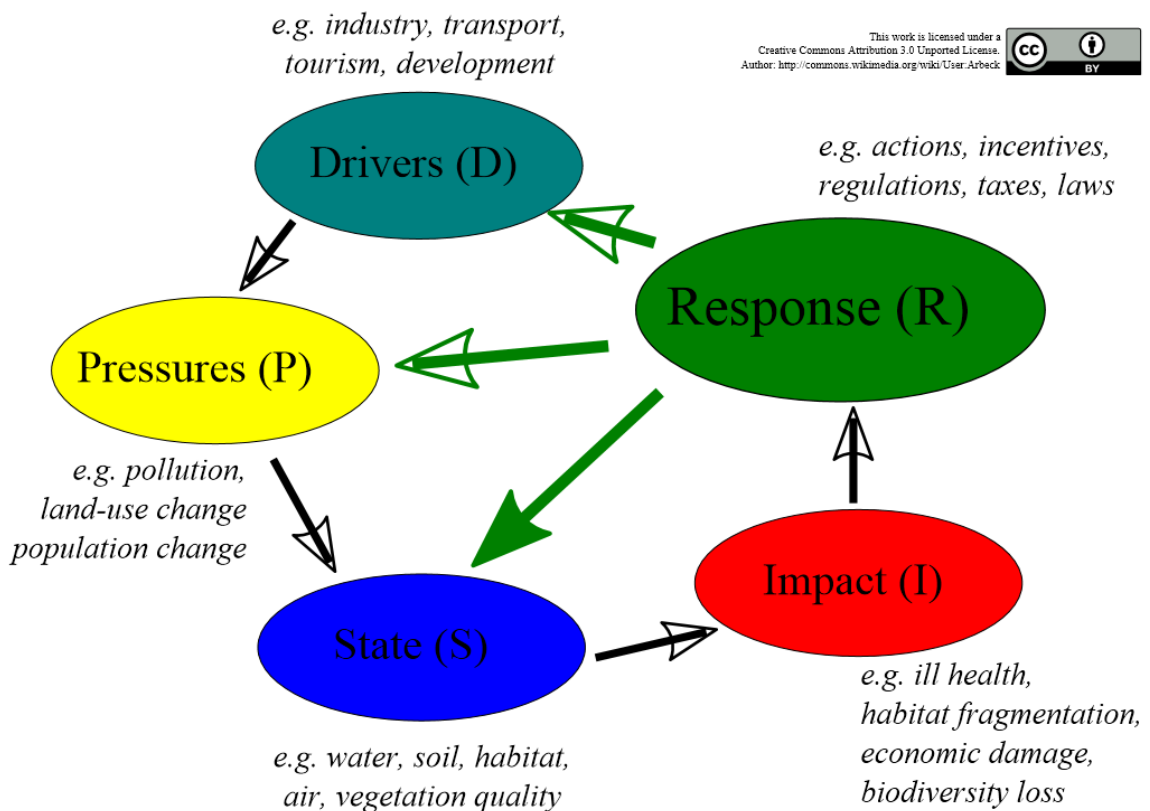 e.g. industry, transport,
tourism, development
This work is licensed under a
Creative Commons Attribution 3.0 Unported License.
Author: http://commons.wikimedia.org/wiki/User:Arbeck
cc
BY
Drivers (D)
e.g. actions, incentives,
regulations, taxes, laws
Response (R)
Pressures (P)
e.g. pollution,
land-use change
population change
Impact (I)
State (S)
e.g. ill health,
habitat fragmentation,
economic damage,
biodiversity loss
e.g. water, soil, habitat,
air, vegetation quality